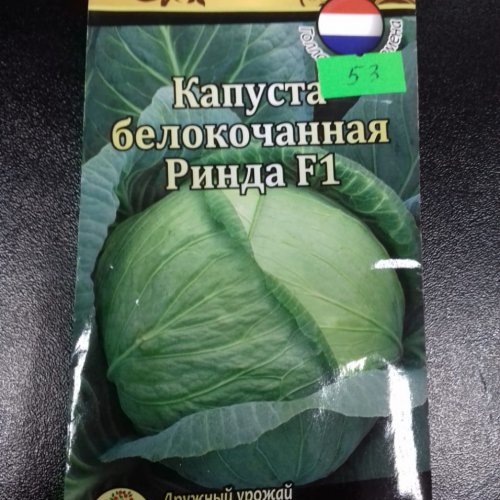 53
Капуста
белокочанная
Ринда F1
Дружный урожай